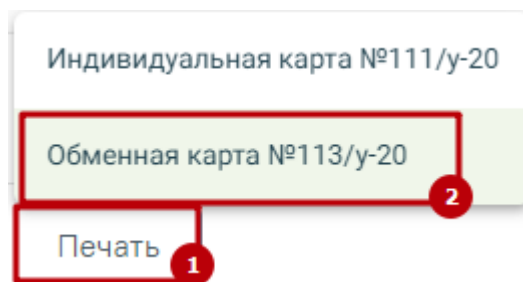 Индивидуальная карта №111/у-20
Обменная карта №113/у-20
2
Печать
1